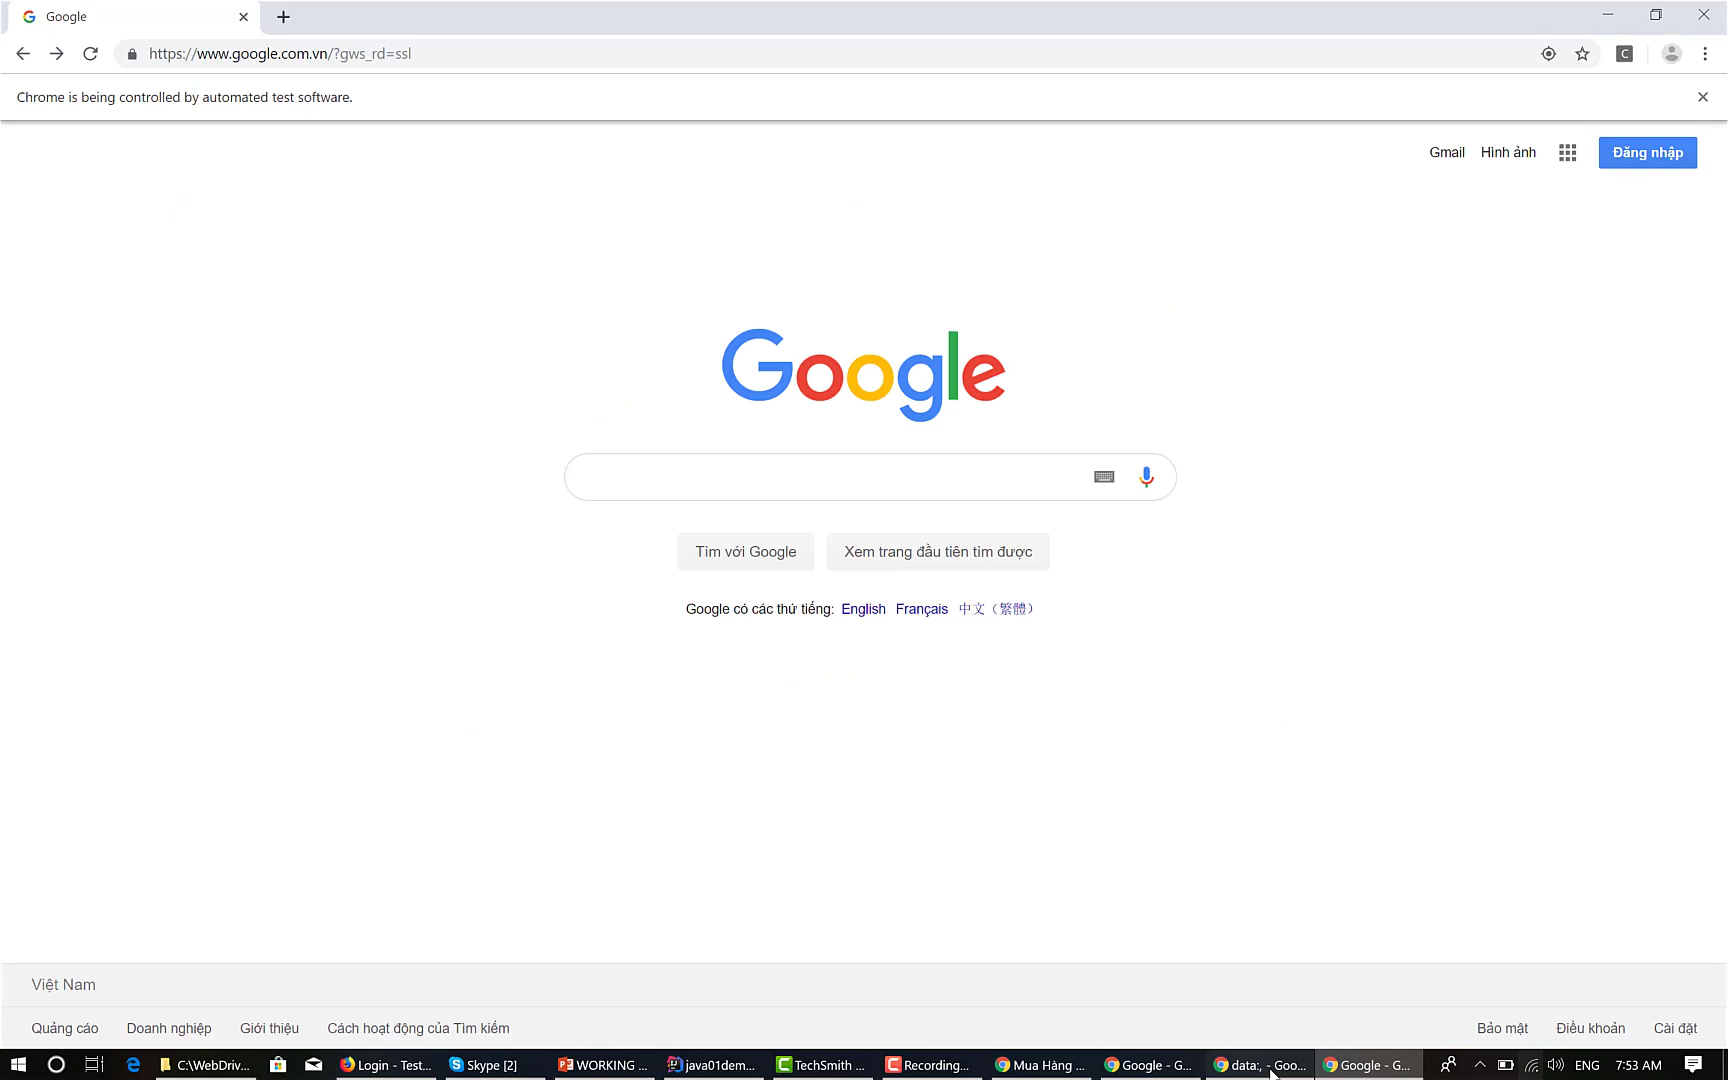 Google
https://www.google.com.vn/?gws_rd=ssl
C
Chrome is being controlled by automated test software.
Gmail Hình ảnh Đăng nhập
Google
Tìm với Google Xem trang đầu tiên tìm được
Google có các thứ tiếng: English Français 中文（繁體）
Việt Nam
Quảng cáo Doanh nghiệp Giới thiệu Cách hoạt động của Tìm kiếm Bảo mật Điều khoản Cài đặt
C:\WebDriv... Login - Test... Skype [2] WORKING ... java01dem... TechSmith ... Recording... Mua Hàng ... Google - G... data:, - Goo... Google - G... ENG 7:53 AM